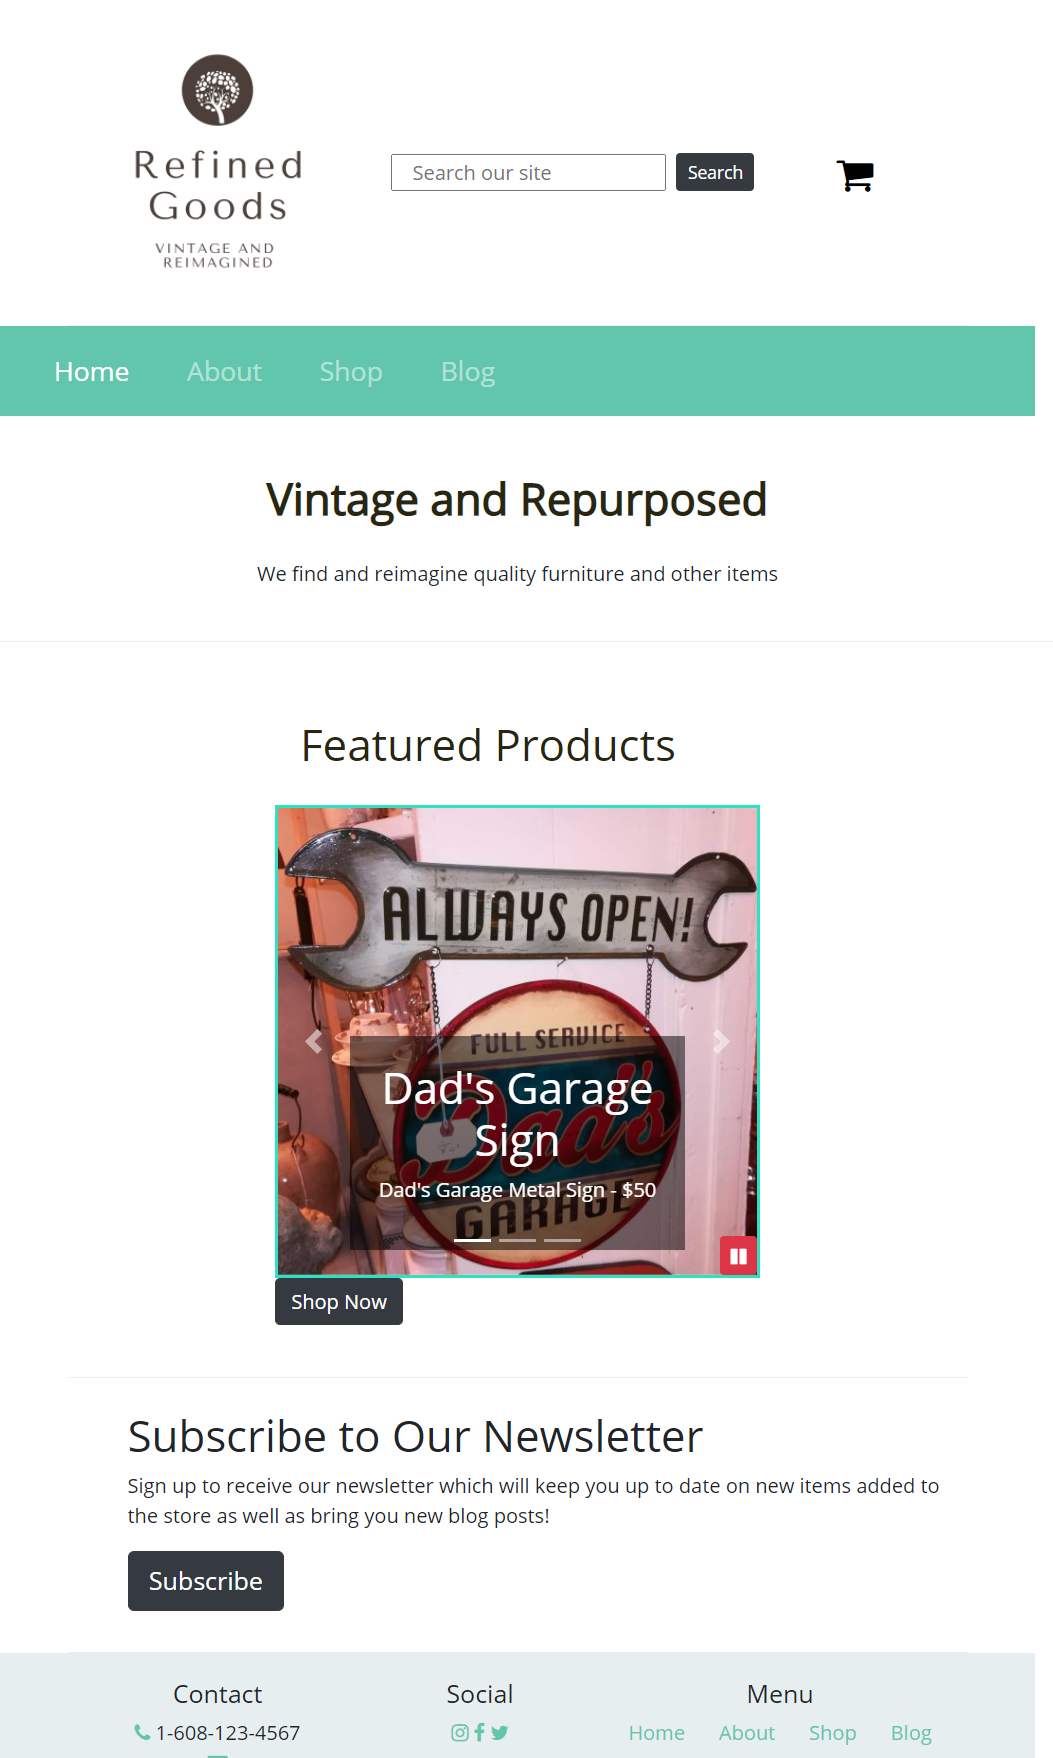 Refined
Goods
VINTAGE AND
REIMAGINED
Search our site
Search
Home About Shop Blog
Vintage and Repurposed
We find and reimagine quality furniture and other items
Featured Products
ALWAYS OPEN!
FULL SERVICE
Dad's
GARAGE
Dad's Garage
Sign
Dad's Garage Metal Sign - $50
Shop Now
Subscribe to Our Newsletter
Sign up to receive our newsletter which will keep you up to date on new items added to
the store as well as bring you new blog posts!
Subscribe
Contact Social Menu
1-608-123-4567 Home About Shop Blog